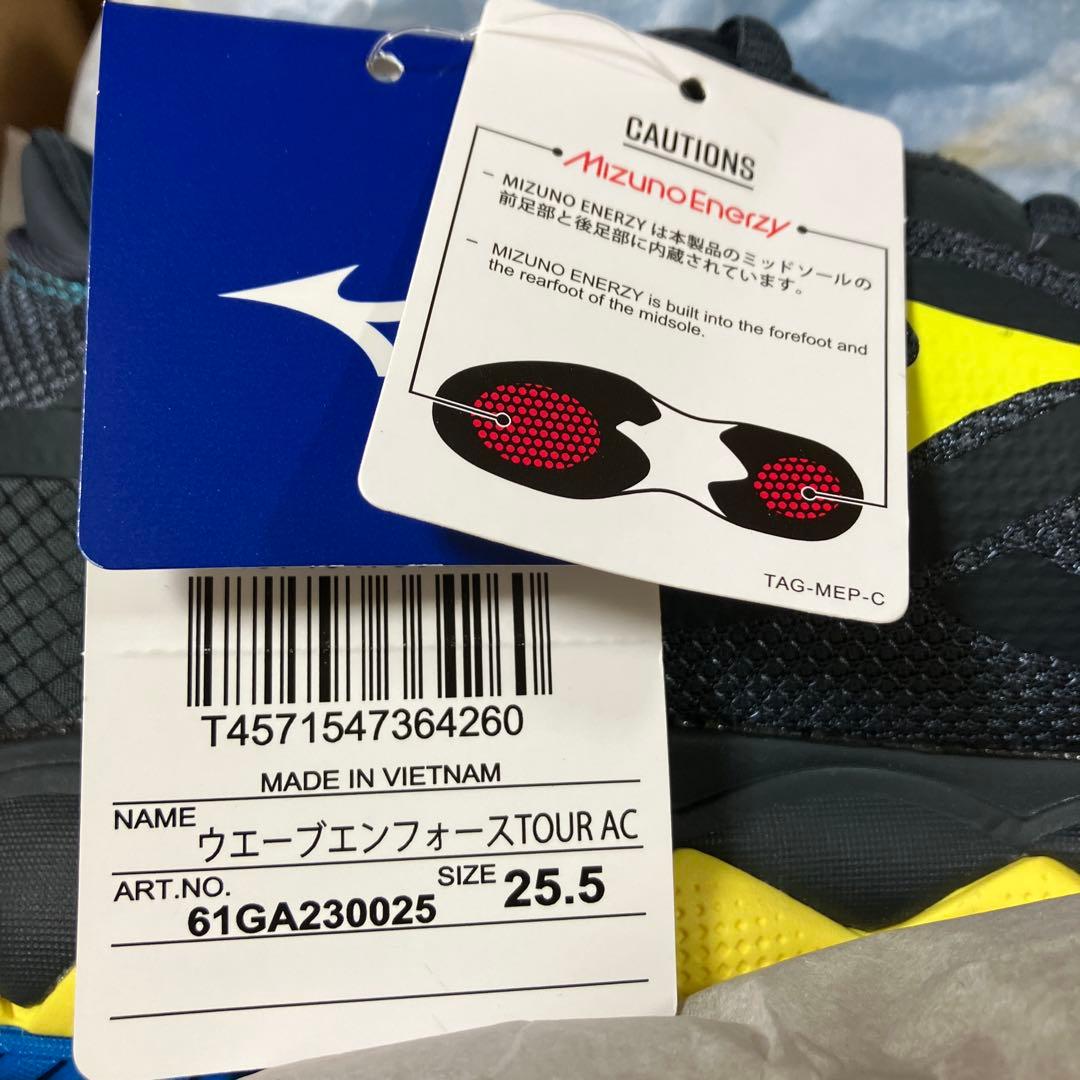 CAUTIONS
Mizuno Enerzy
- MIZUNO ENERZY は本製品のミッドソールの
前足部と後足部に内蔵されています。
- MIZUNO ENERZY is built into the forefoot and
the rearfoot of the midsole.
TAG-MEP-C
T4571547364260
MADE IN VIETNAM
NAME ウエーブエンフォースTOUR AC
ART.NO. 61GA230025 SIZE 25.5